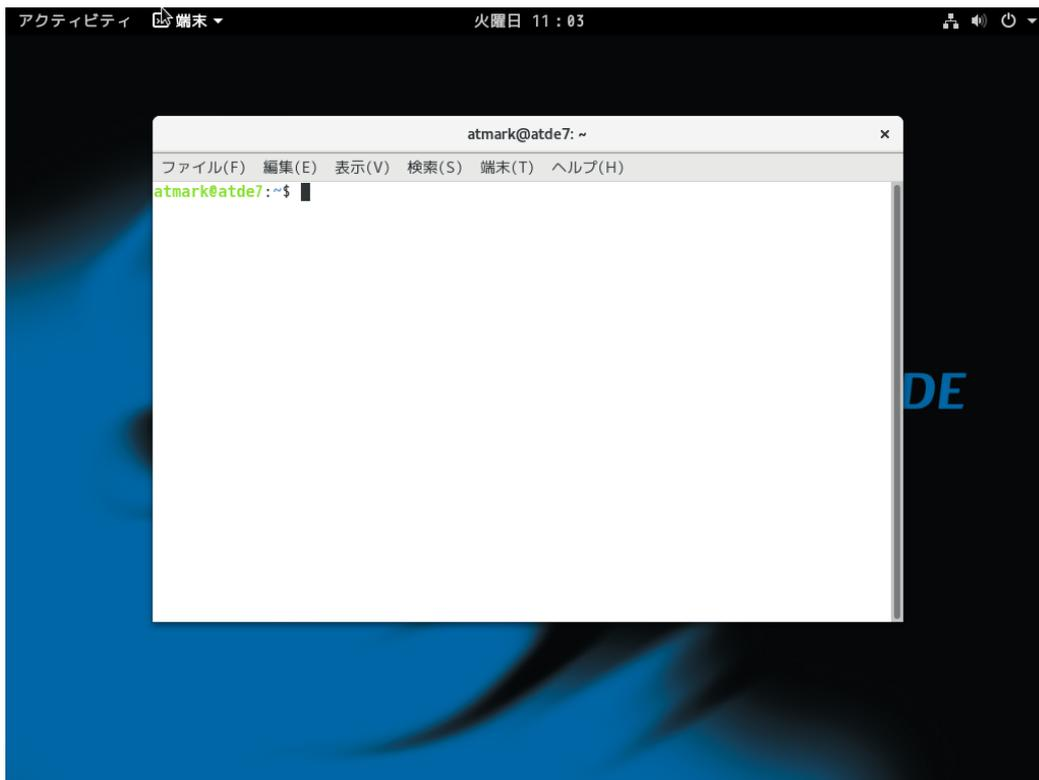 アクティビティ 端末 火曜日 11:03
atmark@atde7: ~
ファイル(F) 編集(E) 表示(V) 検索(S) 端末(T) ヘルプ(H)
atmark@atde7:~$
DE